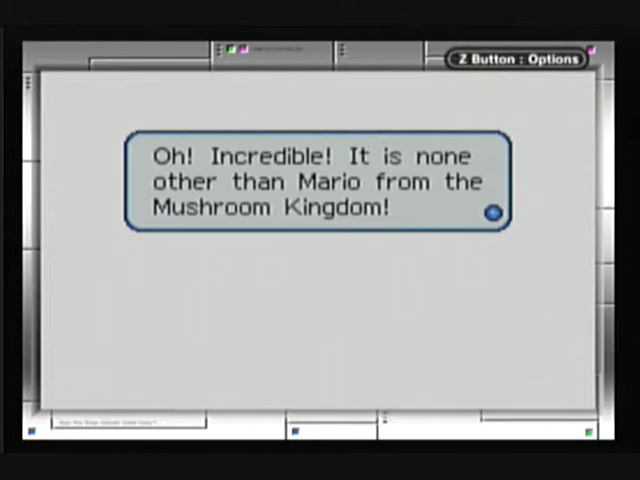 Z Button : Options
Oh! Incredible! It is none
other than Mario from the
Mushroom Kingdom!